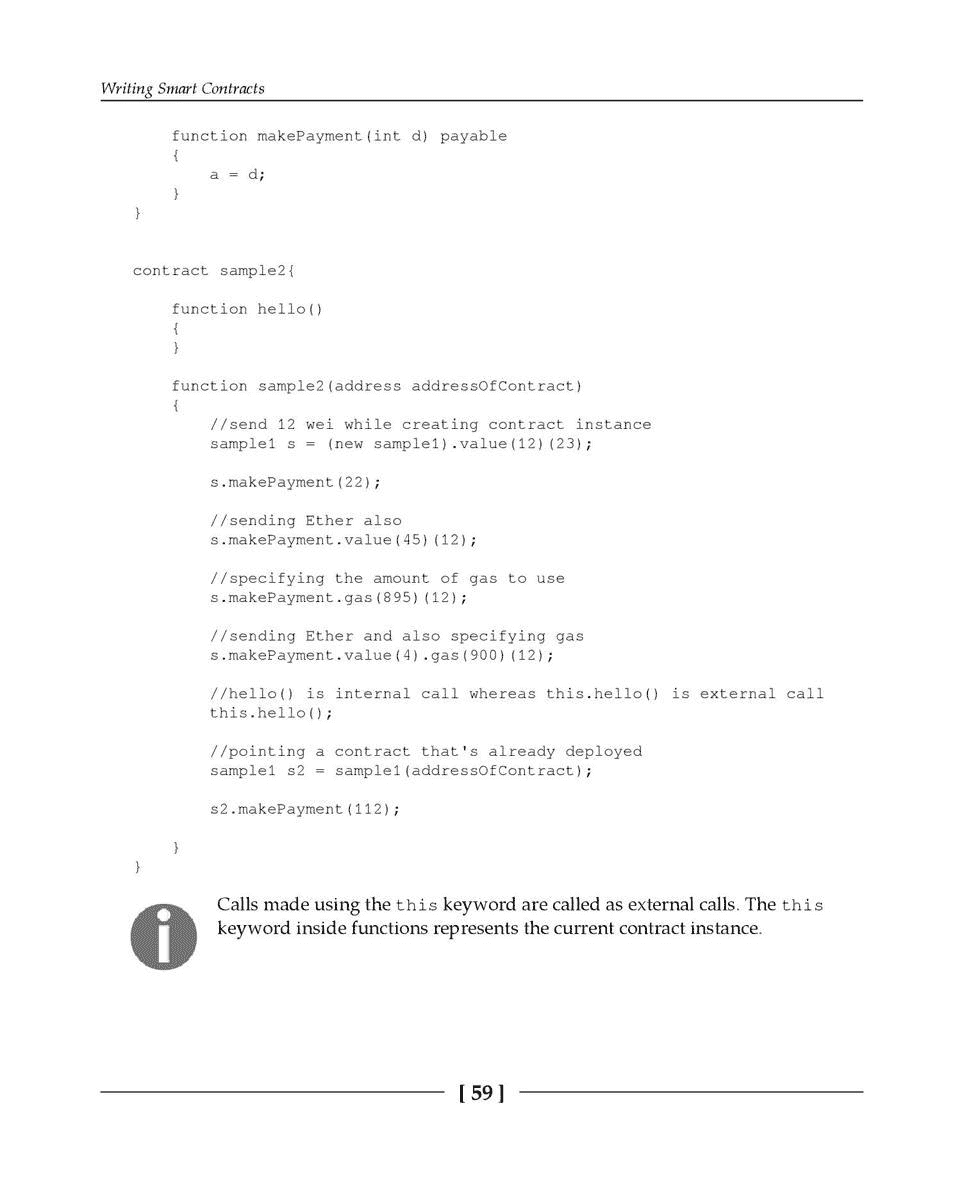 Writing Smart Contracts
function makePayment(int d) payable
{
a = d;
}
}
contract sample2{
function hello()
{
}
function sample2(address addressOfContract)
{
//send 12 wei while creating contract instance
sample1 s = (new sample1).value(12)(23);
s.makePayment(22);
//sending Ether also
s.makePayment.value(45)(12);
//specifying the amount of gas to use
s.makePayment.gas(895)(12);
//sending Ether and also specifying gas
s.makePayment.value(4).gas(900)(12);
//hello() is internal call whereas this.hello() is external call
this.hello();
//pointing a contract that's already deployed
sample1 s2 = sample1(addressOfContract);
s2.makePayment(112);
}
}
Calls made using the this keyword are called as external calls. The this
keyword inside functions represents the current contract instance.
[ 59 ]